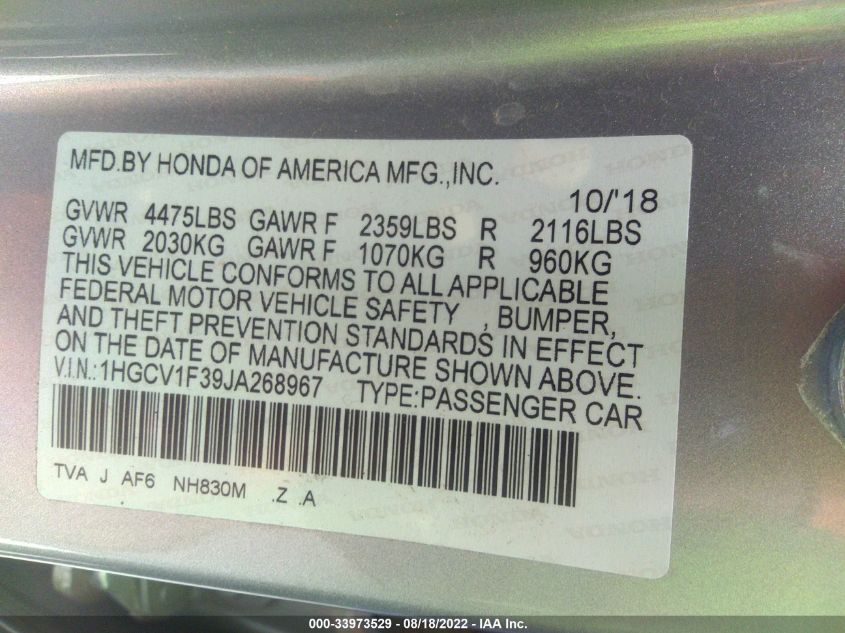 MFD.BY HONDA OF AMERICA MFG.,INC.
10/'18
GVWR 4475LBS GAWR F 2359LBS R 2116LBS
GVWR 2030KG GAWR F 1070KG R 960KG
THIS VEHICLE CONFORMS TO ALL APPLICABLE
FEDERAL MOTOR VEHICLE SAFETY , BUMPER,
AND THEFT PREVENTION STANDARDS IN EFFECT
ON THE DATE OF MANUFACTURE SHOWN ABOVE.
V.I.N.:1HGCV1F39JA268967 TYPE:PASSENGER CAR
TVA J AF6 NH830M .Z .A
000-33973529 - 08/18/2022 - IAA Inc.